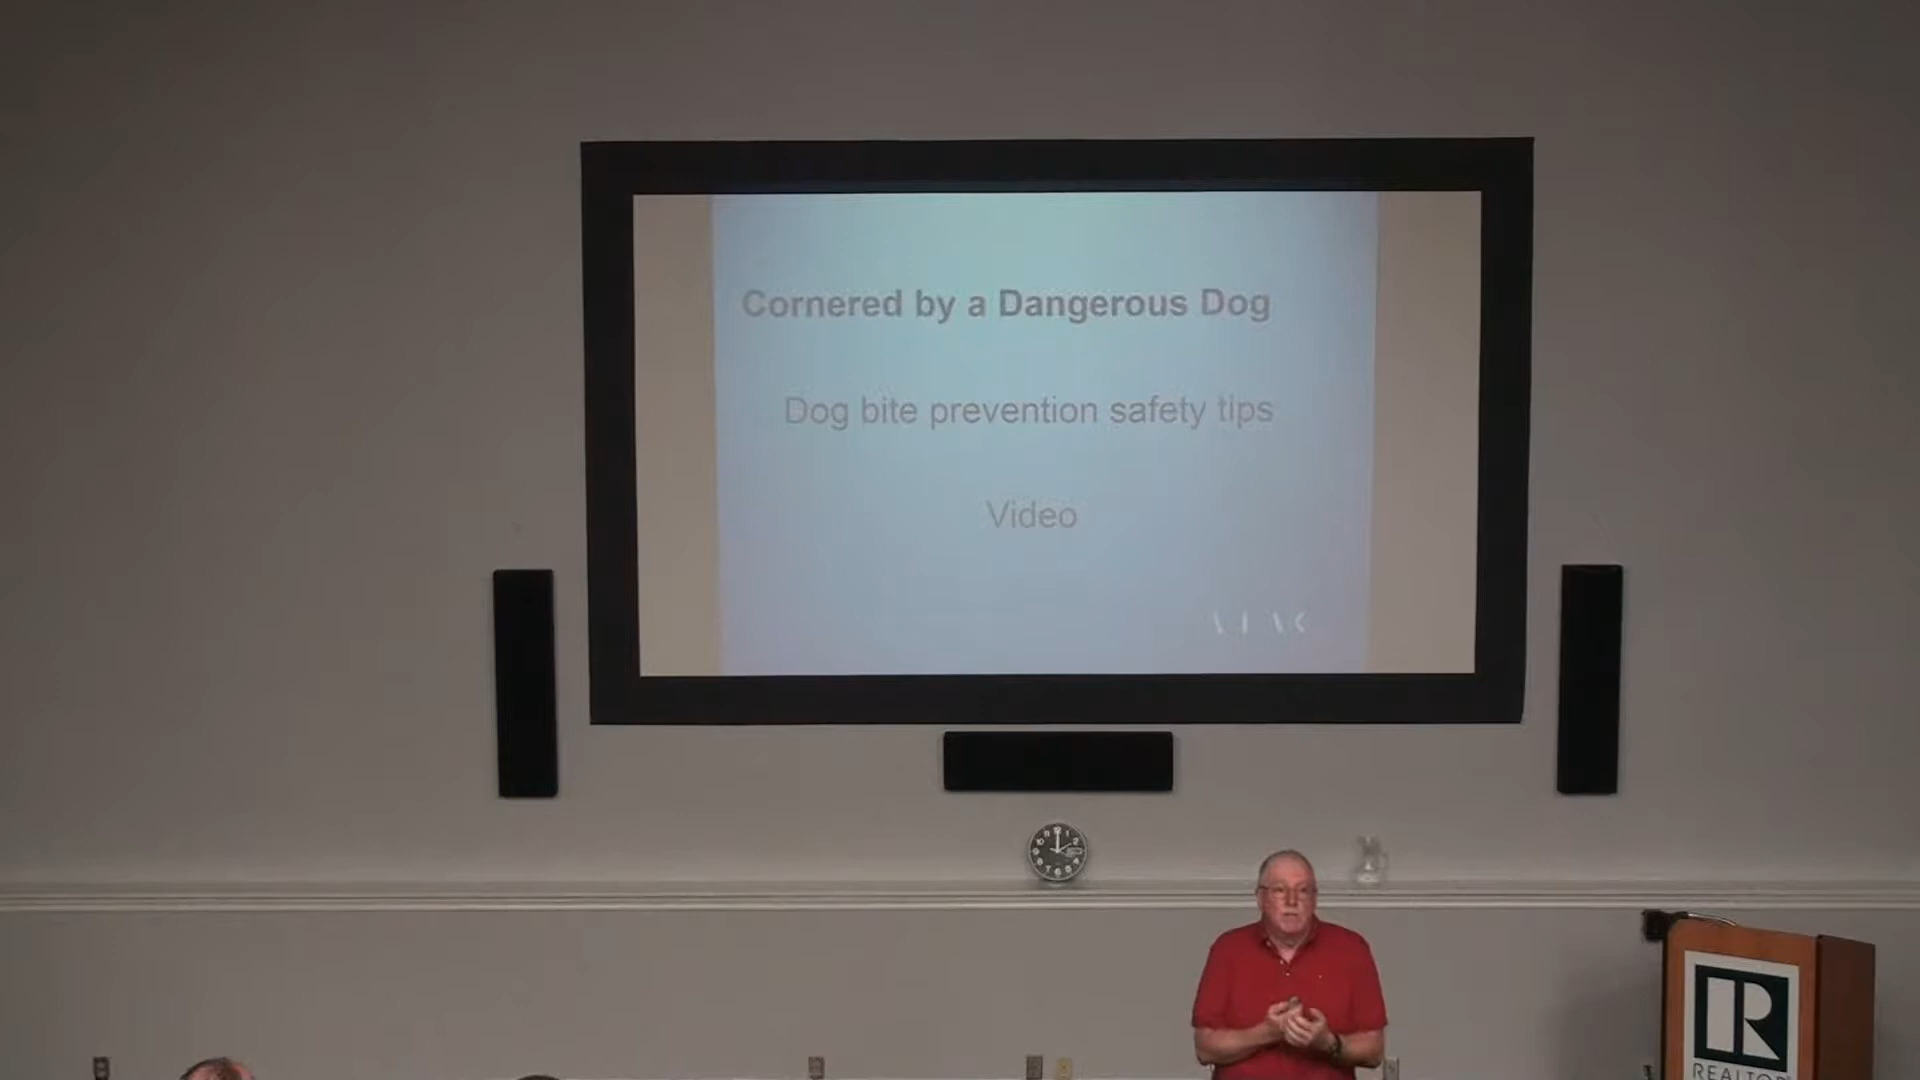 Cornered by a Dangerous Dog
Dog bite prevention safety tips
Video
R
REALTOR